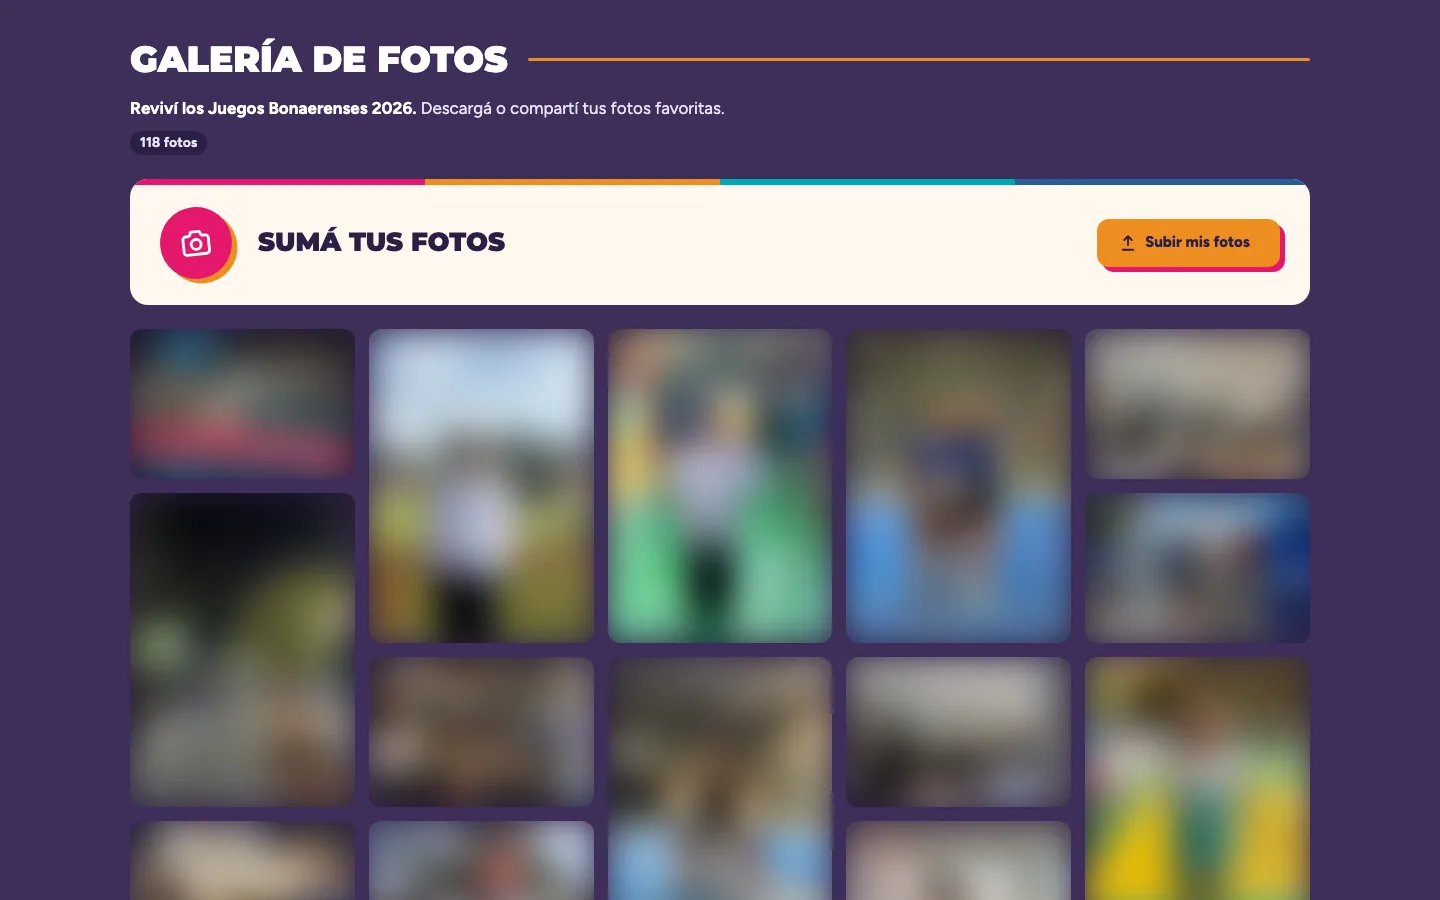 GALERÍA DE FOTOS
Reviví los Juegos Bonaerenses 2026. Descargá o compartí tus fotos favoritas.
118 fotos
SUMÁ TUS FOTOS
Subir mis fotos